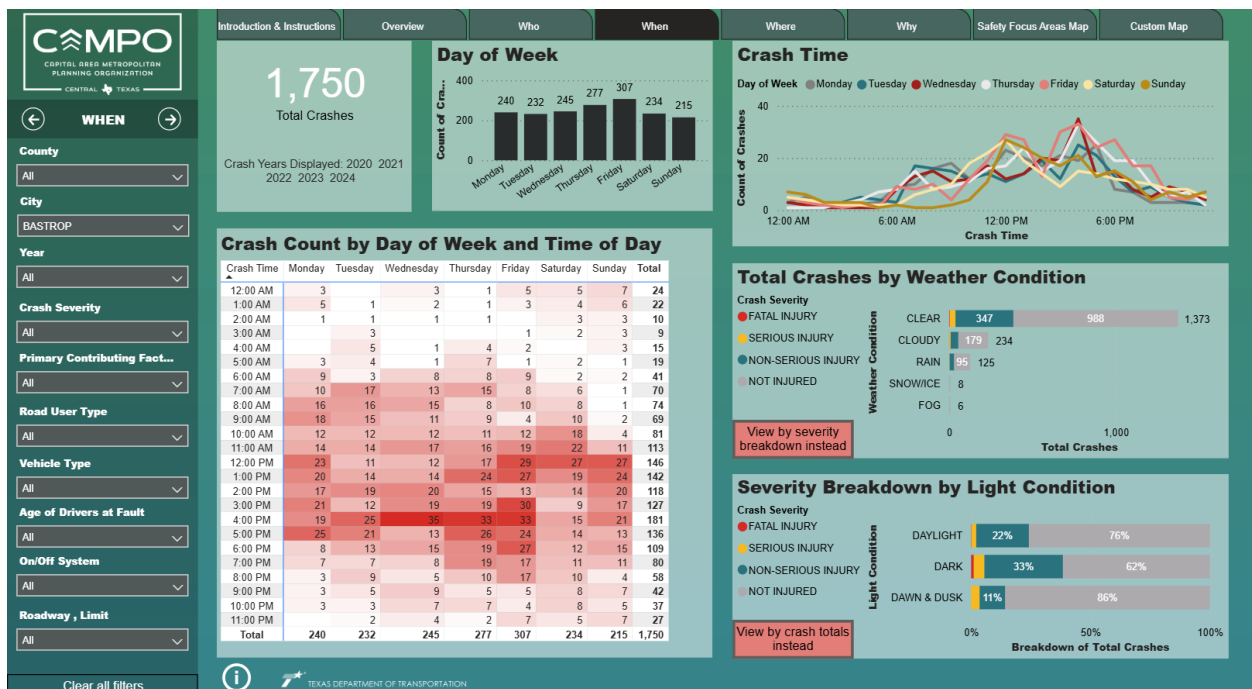 CAMPO
CAPITAL AREA METROPOLITAN
PLANNING ORGANIZATION
CENTRAL TEXAS
WHEN
County
All
City
BASTROP
Year
All
Crash Severity
All
Primary Contributing Fact...
All
Road User Type
All
Vehicle Type
All
Age of Drivers at Fault
All
On/Off System
All
Roadway , Limit
All
Clear all filters
Introduction & Instructions Overview Who When Where Why Safety Focus Areas Map Custom Map
1,750
Total Crashes
Crash Years Displayed: 2020 2021
2022 2023 2024
Day of Week
Count of Cra...
400
200
0
240 232 245 277 307 234 215
Monday Tuesday Wednesday Thursday Friday Saturday Sunday
Crash Count by Day of Week and Time of Day
Crash Time Monday Tuesday Wednesday Thursday Friday Saturday Sunday Total
12:00 AM 3 3 1 5 5 7 24
1:00 AM 5 1 2 1 3 4 6 22
2:00 AM 1 1 1 1 3 3 10
3:00 AM 3 1 2 3 9
4:00 AM 5 1 4 2 3 15
5:00 AM 3 4 1 7 1 2 1 19
6:00 AM 9 3 8 8 9 2 2 41
7:00 AM 10 17 13 15 8 6 1 70
8:00 AM 16 16 15 8 10 8 1 74
9:00 AM 18 15 11 9 4 10 2 69
10:00 AM 12 12 12 11 12 18 4 81
11:00 AM 14 14 17 16 19 22 11 113
12:00 PM 23 11 12 17 29 27 27 146
1:00 PM 20 14 14 24 27 19 24 142
2:00 PM 17 19 20 15 13 14 20 118
3:00 PM 21 12 19 19 30 9 17 127
4:00 PM 19 25 35 33 33 15 21 181
5:00 PM 25 21 13 26 24 14 13 136
6:00 PM 8 13 15 19 27 12 15 109
7:00 PM 7 7 8 19 17 11 11 80
8:00 PM 3 9 5 10 17 10 4 58
9:00 PM 3 5 9 5 5 8 7 42
10:00 PM 3 3 7 7 4 8 5 37
11:00 PM 2 4 2 7 5 7 27
Total 240 232 245 277 307 234 215 1,750
Crash Time
Day of Week Monday Tuesday Wednesday Thursday Friday Saturday Sunday
Count of Crashes
40
20
0
12:00 AM 6:00 AM 12:00 PM 6:00 PM
Crash Time
Total Crashes by Weather Condition
Crash Severity
FATAL INJURY
SERIOUS INJURY
NON-SERIOUS INJURY
NOT INJURED
Weather Condition
CLEAR 347 988 1,373
CLOUDY 179 234
RAIN 95 125
SNOW/ICE 8
FOG 6
0 1,000
Total Crashes
View by severity
breakdown instead
Severity Breakdown by Light Condition
Crash Severity
FATAL INJURY
SERIOUS INJURY
NON-SERIOUS INJURY
NOT INJURED
Light Condition
DAYLIGHT 22% 76%
DARK 33% 62%
DAWN & DUSK 11% 86%
0% 50% 100%
Breakdown of Total Crashes
View by crash totals
instead
TEXAS DEPARTMENT OF TRANSPORTATION